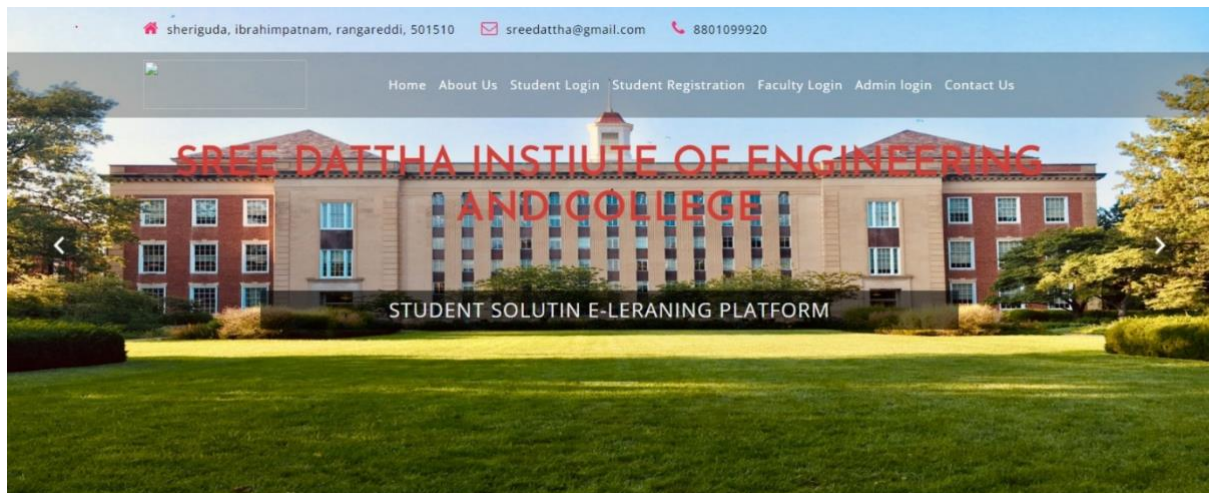 sheriguda, ibrahimpatnam, rangareddi, 501510 sreedattha@gmail.com 8801099920
Home About Us Student Login Student Registration Faculty Login Admin login Contact Us
SREE DATTHA INSTIUTE OF ENGINEERING
AND COLLEGE
STUDENT SOLUTIN E-LERANING PLATFORM